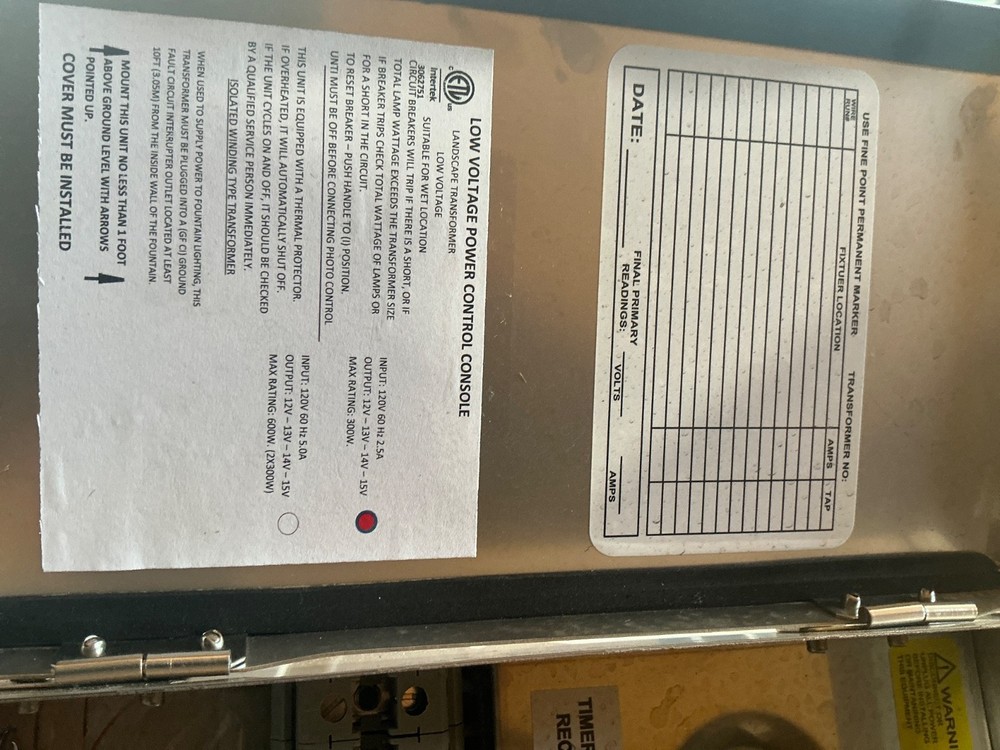 USE FINE POINT PERMANENT MARKER
TRANSFORMER NO:
WIRE RUN#
FIXTUER LOCATION
AMPS
TAP
DATE:
FINAL PRIMARY
READINGS:
VOLTS
AMPS
LOW VOLTAGE POWER CONTROL CONSOLE
LANDSCAPE TRANSFORMER
LOW VOLTAGE
SUITABLE FOR WET LOCATION
ETL
c us
Intertek
3062751
CIRCUIT BREAKERS WILL TRIP IF THERE IS A SHORT, OR IF
TOTAL LAMP WATTAGE EXCEEDS THE TRANSFORMER SIZE
IF BREAKER TRIPS CHECK TOTAL WATTAGE OF LAMPS OR
FOR A SHORT IN THE CIRCUIT.
TO RESET BREAKER – PUSH HANDLE TO (I) POSITION.
UNTI MUST BE OFF BEFORE CONNECTING PHOTO CONTROL
THIS UNIT IS EQUIPPED WITH A THERMAL PROTECTOR.
IF OVERHEATED, IT WILL AUTOMATICALLY SHUT OFF.
IF THE UNIT CYCLES ON AND OFF, IT SHOULD BE CHECKED
BY A QUALIFIED SERVICE PERSON IMMEDIATELY.
ISOLATED WINDING TYPE TRANSFORMER
WHEN USED TO SUPPLY POWER TO FOUNTAIN LIGHTING, THIS
TRANSFORMER MUST BE PLUGGED INTO A (GF CI) GROUND
FAULT CIRCUIT INTERRUPTER OUTLET LOCATED AT LEAST
10FT (3.05M) FROM THE INSIDE WALL OF THE FOUNTAIN.
MOUNT THIS UNIT NO LESS THAN 1 FOOT
ABOVE GROUND LEVEL WITH ARROWS
POINTED UP.
COVER MUST BE INSTALLED
INPUT: 120V 60 Hz 2.5A
OUTPUT: 12V – 13V – 14V – 15V
MAX RATING: 300W.
INPUT: 120V 60 Hz 5.0A
OUTPUT: 12V – 13V – 14V – 15V
MAX RATING: 600W. (2X300W)
WARNI
TIMER
REC